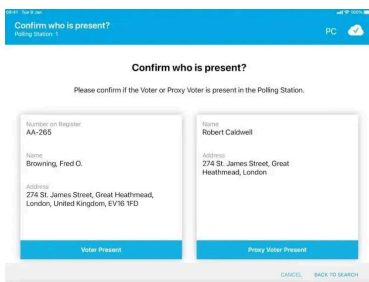 Tue 9 Jan
100%
Confirm who is present?
Polling Station: 1
PC
Confirm who is present?
Please confirm if the Voter or Proxy Voter is present in the Polling Station.
Number on Register
AA-265
Name
Browning, Fred O.
Address
274 St. James Street, Great Heathmead,
London, United Kingdom, EV16 1FD
Voter Present
Name
Robert Caldwell
Address
274 St. James Street, Great
Heathmead, London
Proxy Voter Present
CANCEL
BACK TO SEARCH